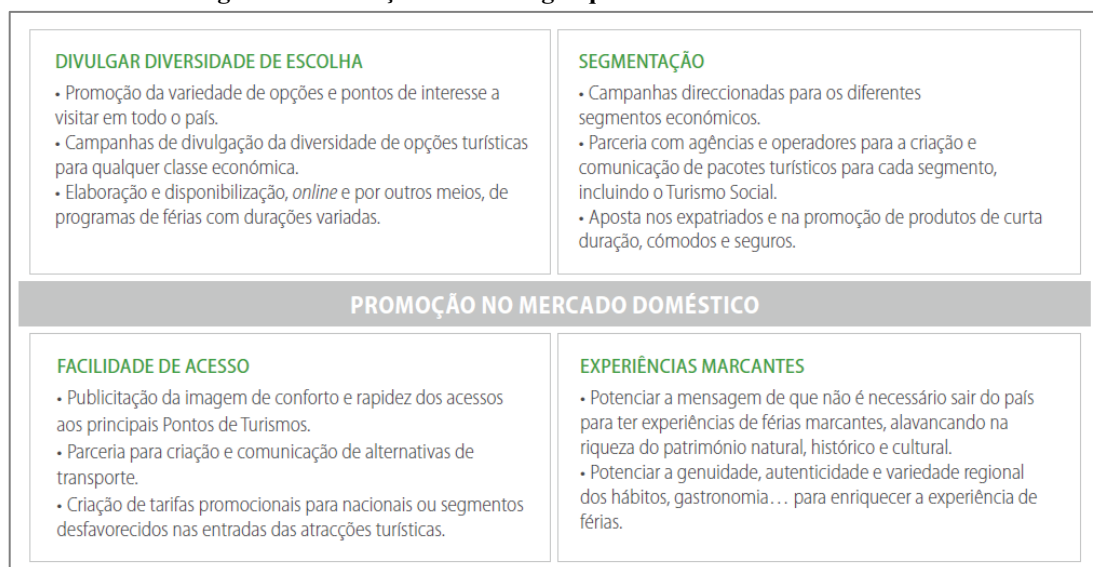 DIVULGAR DIVERSIDADE DE ESCOLHA
• Promoção da variedade de opções e pontos de interesse a
visitar em todo o país.
• Campanhas de divulgação da diversidade de opções turísticas
para qualquer classe económica.
• Elaboração e disponibilização, online e por outros meios, de
programas de férias com durações variadas.
SEGMENTAÇÃO
• Campanhas direccionadas para os diferentes
segmentos económicos.
• Parceria com agências e operadores para a criação e
comunicação de pacotes turísticos para cada segmento,
incluindo o Turismo Social.
• Aposta nos expatriados e na promoção de produtos de curta
duração, cómodos e seguros.
PROMOÇÃO NO MERCADO DOMÉSTICO
FACILIDADE DE ACESSO
• Publicitação da imagem de conforto e rapidez dos acessos
aos principais Pontos de Turismos.
• Parceria para criação e comunicação de alternativas de
transporte.
• Criação de tarifas promocionais para nacionais ou segmentos
desfavorecidos nas entradas das atracções turísticas.
EXPERIÊNCIAS MARCANTES
• Potenciar a mensagem de que não é necessário sair do país
para ter experiências de férias marcantes, alavancando na
riqueza do património natural, histórico e cultural.
• Potenciar a genuidade, autenticidade e variedade regional
dos hábitos, gastronomia… para enriquecer a experiência de
férias.